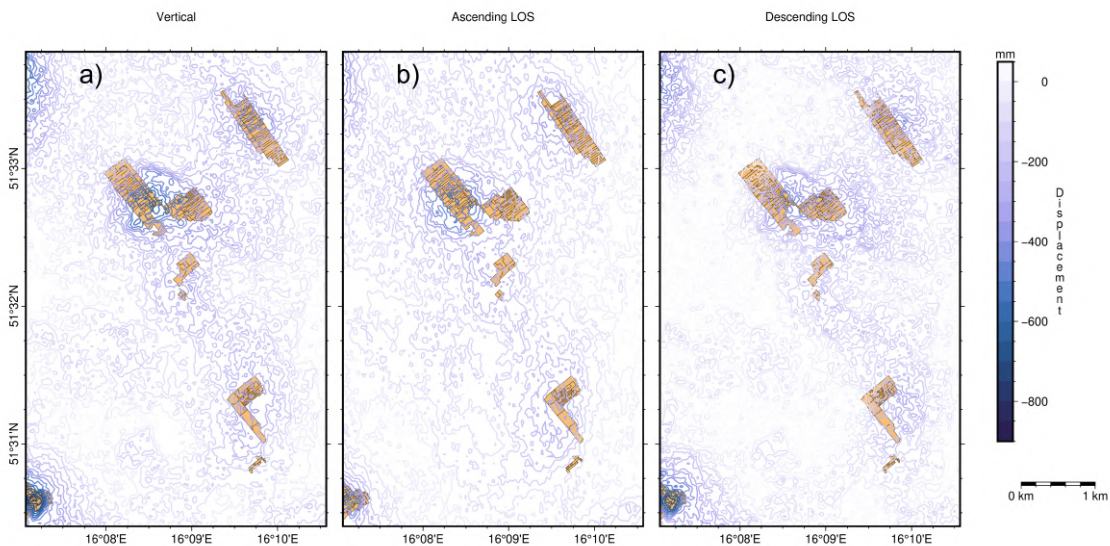 Vertical
Ascending LOS
Descending LOS
a)
b)
c)
51°33'N
51°32'N
51°31'N
16°08'E
16°09'E
16°10'E
16°08'E
16°09'E
16°10'E
16°08'E
16°09'E
16°10'E
mm
0
−200
−400
−600
−800
Displacement
0 km
1 km